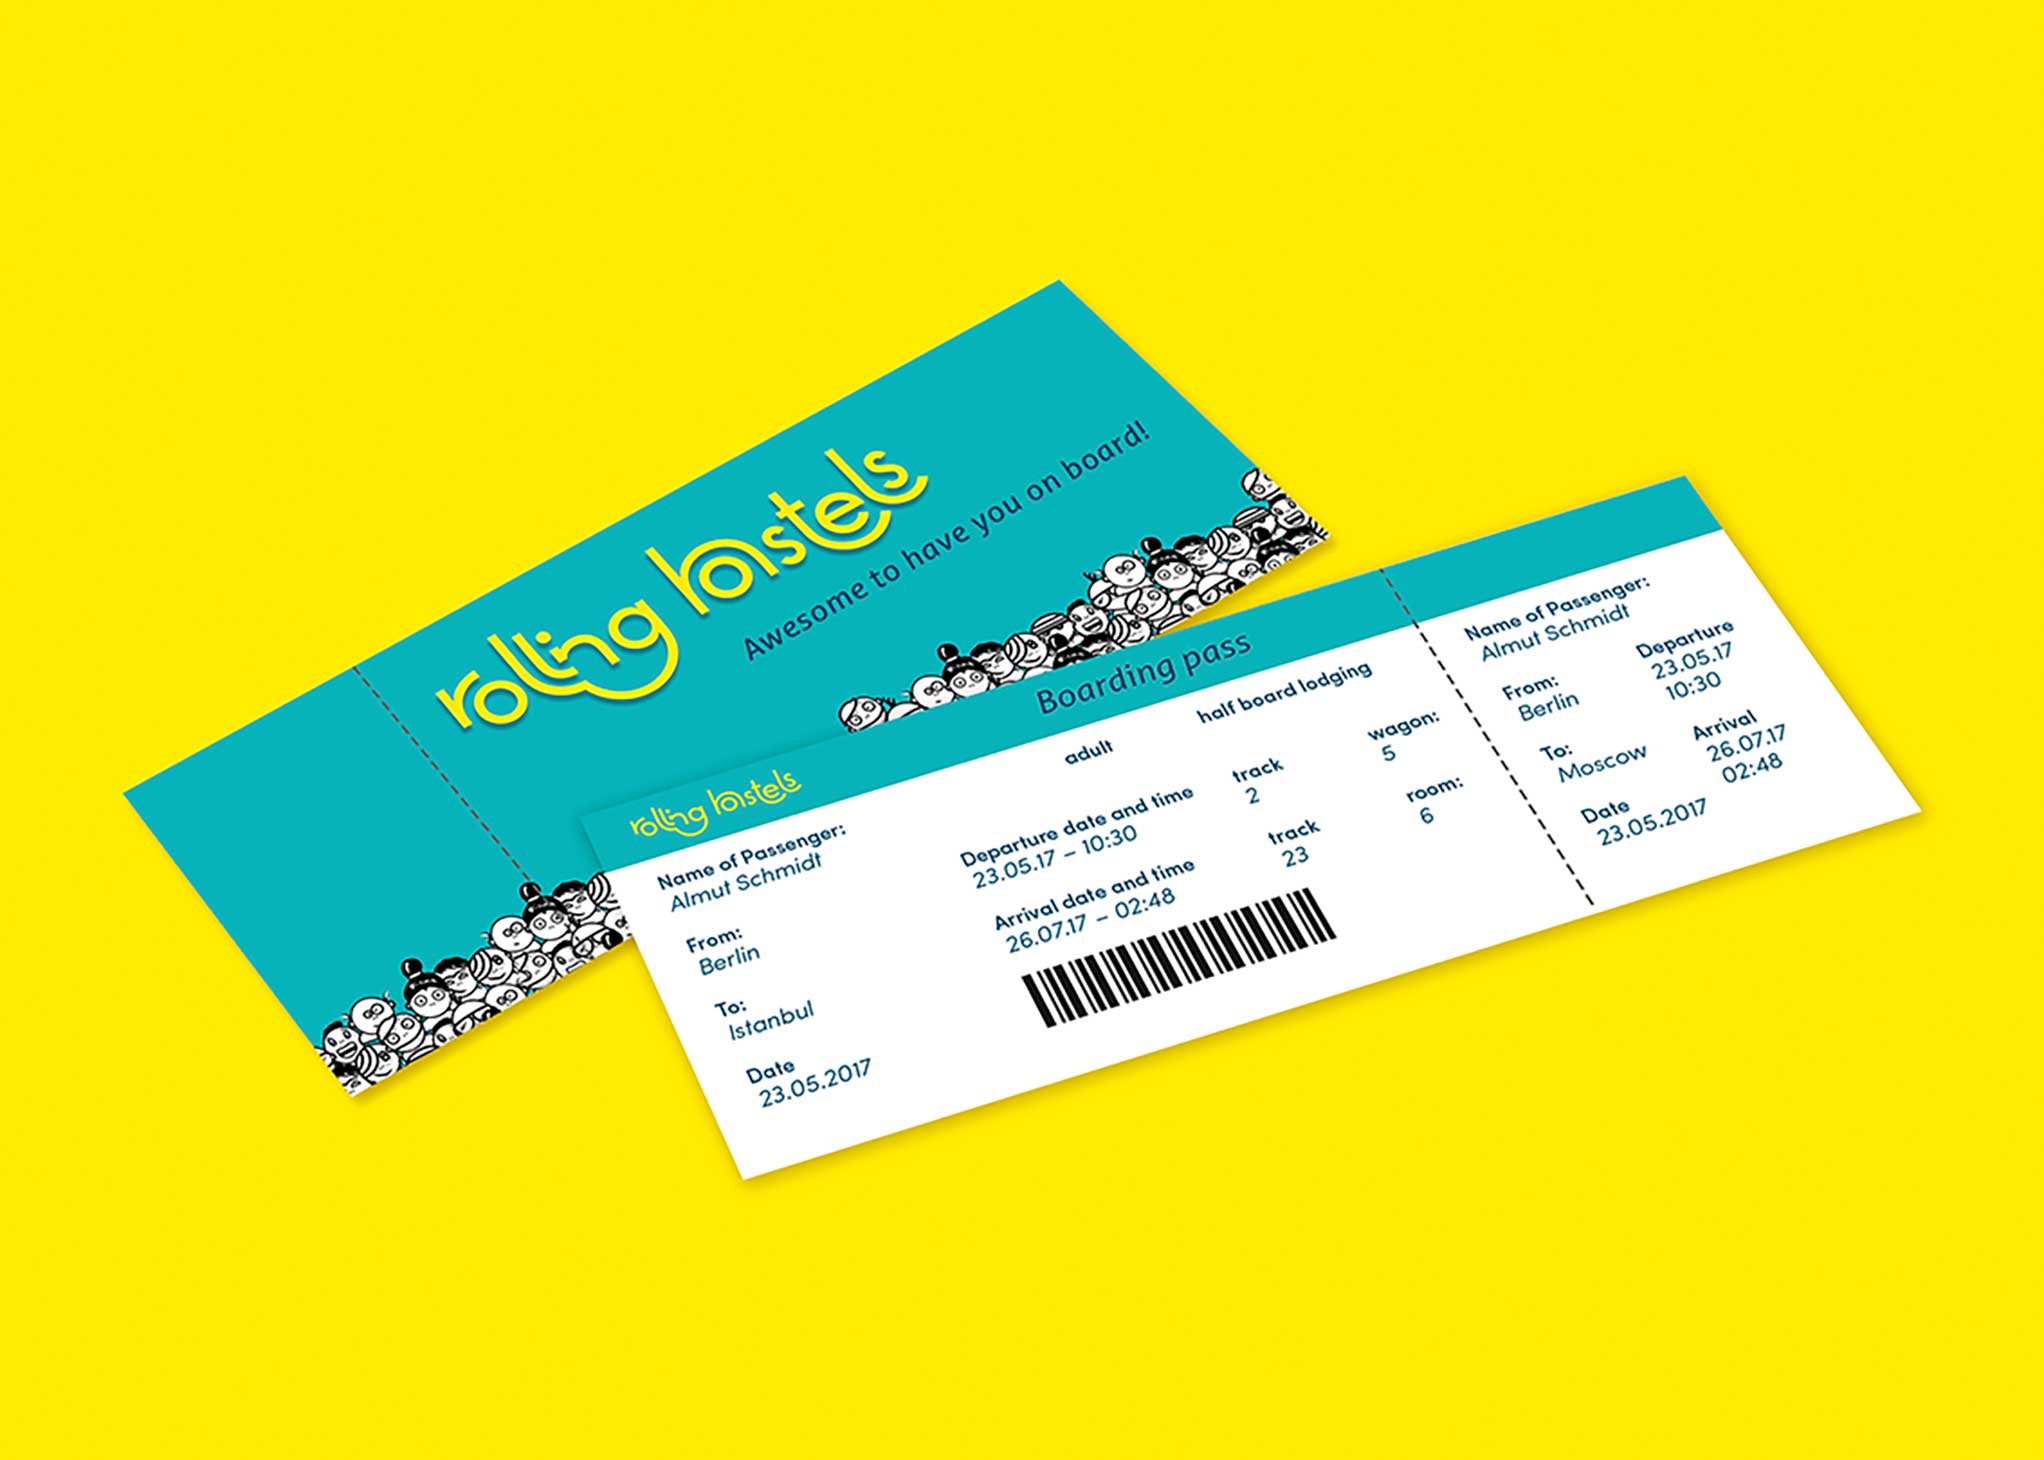 rolling hostels
Awesome to have you on board!
rolling hostels
Boarding pass
Name of Passenger:
Almut Schmidt
From:
Berlin
To:
Istanbul
Date
23.05.2017
adult
half board lodging
Departure date and time
23.05.17 – 10:30
track
2
wagon:
5
Arrival date and time
26.07.17 – 02:48
track
23
room:
6
Name of Passenger:
Almut Schmidt
From:
Berlin
Departure
23.05.17
10:30
To:
Moscow
Arrival
26.07.17
02:48
Date
23.05.2017